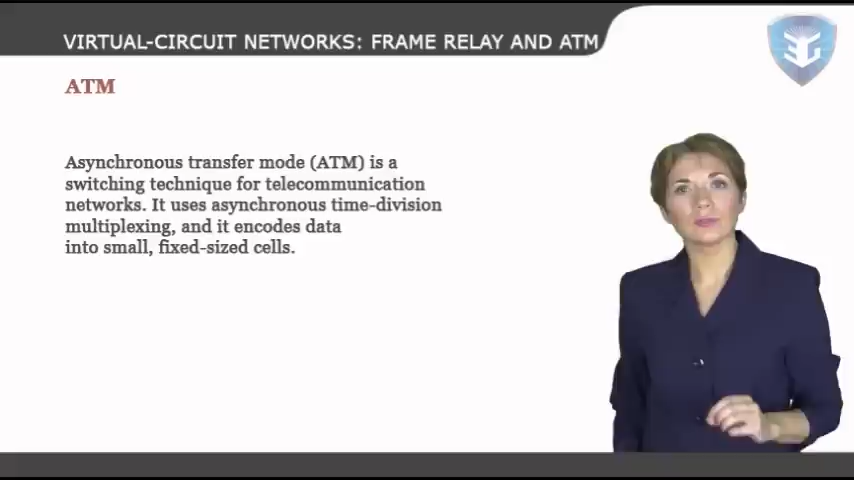 VIRTUAL-CIRCUIT NETWORKS: FRAME RELAY AND ATM
ATM
Asynchronous transfer mode (ATM) is a
switching technique for telecommunication
networks. It uses asynchronous time-division
multiplexing, and it encodes data
into small, fixed-sized cells.